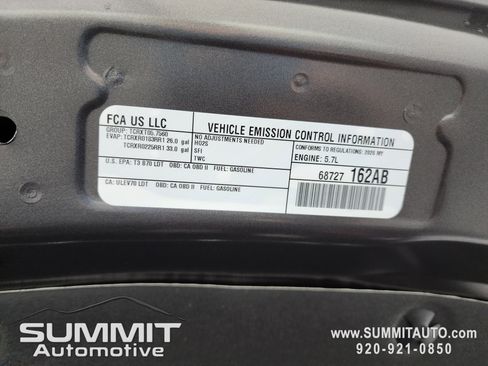 FCA US LLC
VEHICLE EMISSION CONTROL INFORMATION
GROUP: TCRXT05.7560
EVAP: TCRXR0183RR1 26.0 gal
TCRXR0225RR1 33.0 gal
NO ADJUSTMENTS NEEDED
HO2S
SFI
TWC
CONFORMS TO REGULATIONS: 2026 MY
ENGINE: 5.7L
U.S. EPA: T3 B70 LDT OBD: CA OBD II FUEL: GASOLINE
CA: ULEV70 LDT OBD: CA OBD II FUEL: GASOLINE
68727 162AB
SUMMIT
Automotive
WWW.SUMMITAUTO.COM
920-921-0850